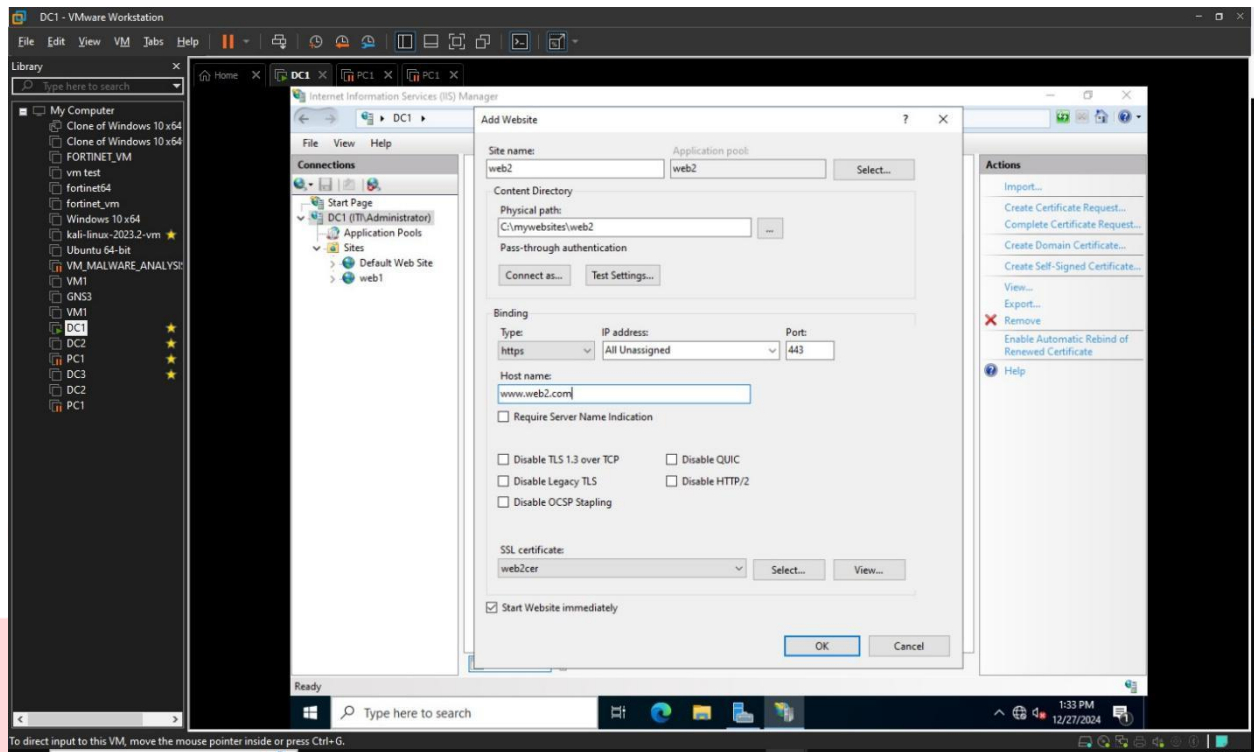 DC1 - VMware Workstation
File Edit View VM Tabs Help
Library
Type here to search
My Computer
Clone of Windows 10 x64
Clone of Windows 10 x64
FORTINET_VM
vm test
fortinet64
fortinet_vm
Windows 10 x64
kali-linux-2023.2-vm
Ubuntu 64-bit
VM_MALWARE_ANALYSI
VM1
GNS3
VM1
DC1
DC2
PC1
DC3
DC2
PC1
Home DC1 PC1 PC1
Internet Information Services (IIS) Manager
DC1
File View Help
Connections
Start Page
DC1 (ITI\Administrator)
Application Pools
Sites
Default Web Site
web1
Add Website
Site name: Application pool:
web2 web2 Select...
Content Directory
Physical path:
C:\mywebsites\web2 ...
Pass-through authentication
Connect as... Test Settings...
Binding
Type: IP address: Port:
https All Unassigned 443
Host name:
www.web2.com
Require Server Name Indication
Disable TLS 1.3 over TCP Disable QUIC
Disable Legacy TLS Disable HTTP/2
Disable OCSP Stapling
SSL certificate:
web2cer Select... View...
Start Website immediately
OK Cancel
Actions
Import...
Create Certificate Request...
Complete Certificate Request...
Create Domain Certificate...
Create Self-Signed Certificate...
View...
Export...
Remove
Enable Automatic Rebind of
Renewed Certificate
Help
Ready
Type here to search
1:33 PM
12/27/2024
To direct input to this VM, move the mouse pointer inside or press Ctrl+G.